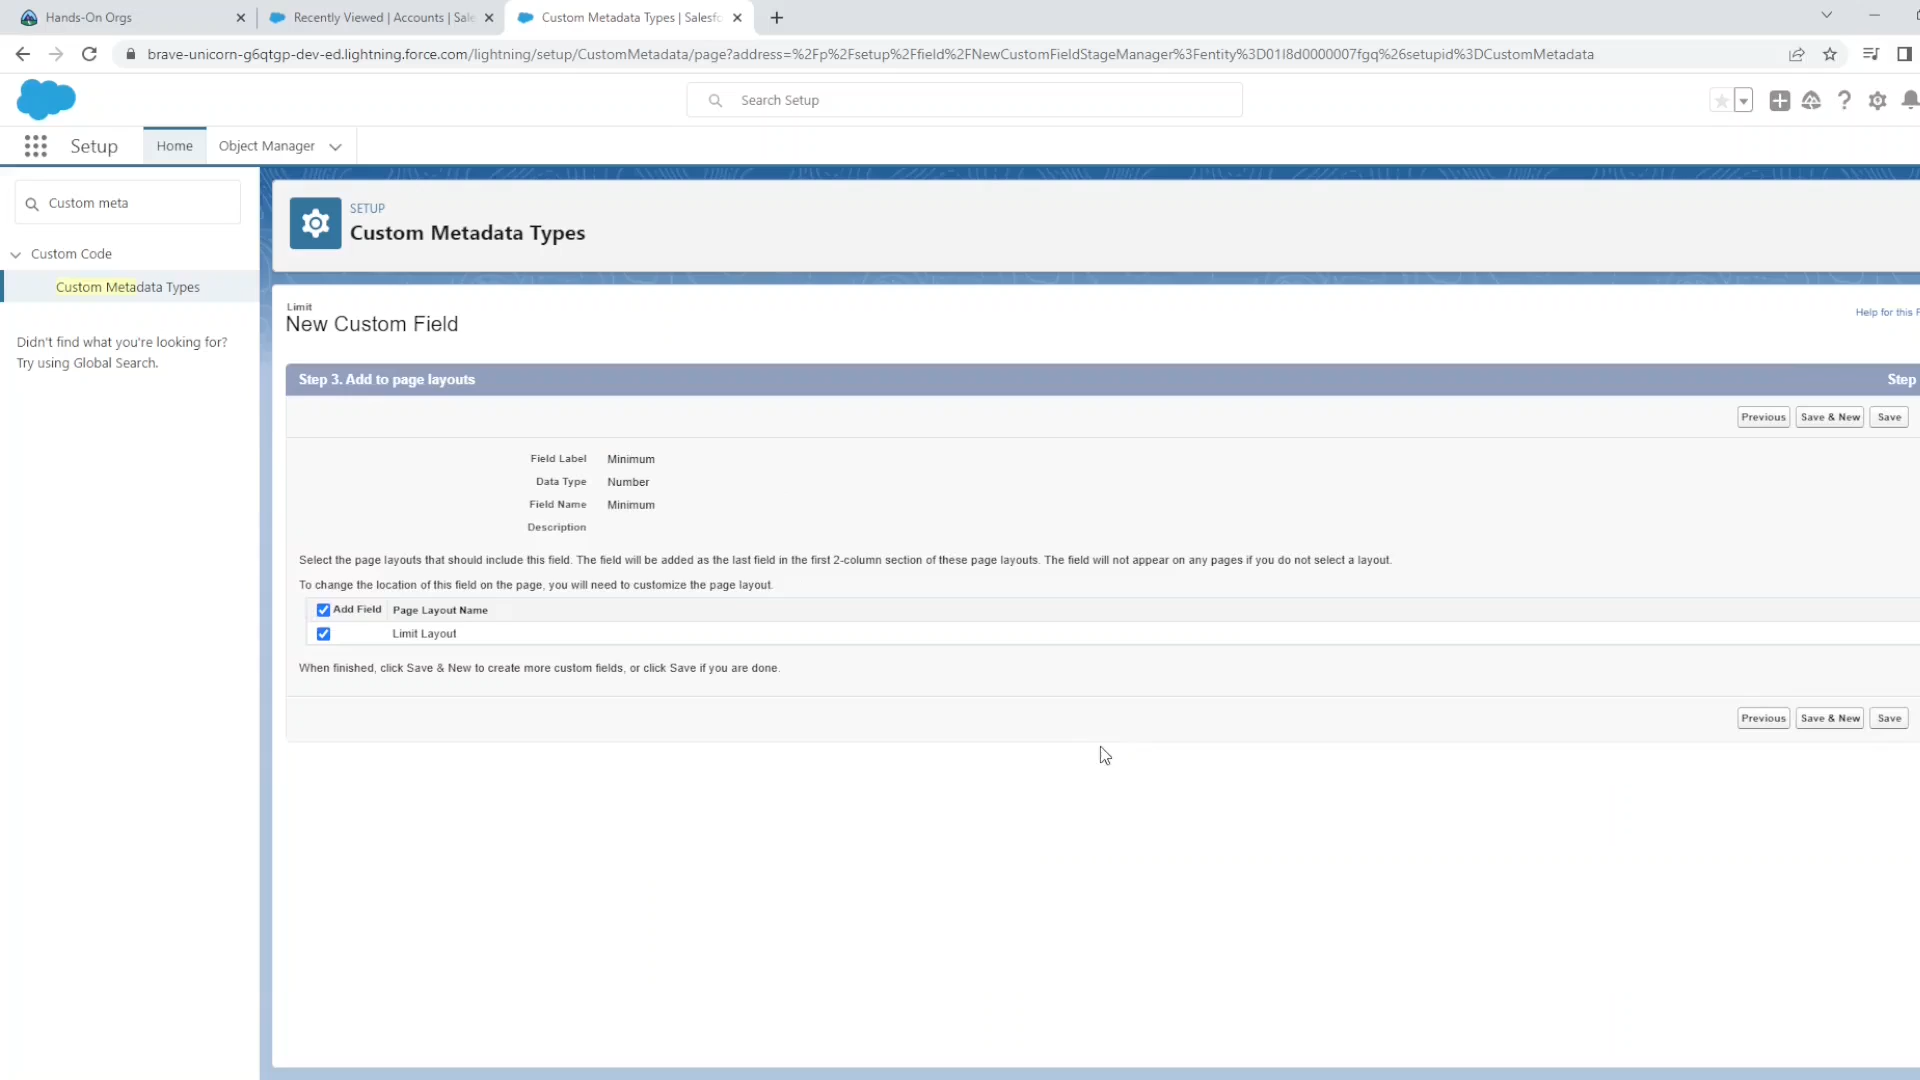 Hands-On Orgs
Recently Viewed | Accounts | Sale
Custom Metadata Types | Salesfo
brave-unicorn-g6qtgp-dev-ed.lightning.force.com/lightning/setup/CustomMetadata/page?address=%2Fp%2Fsetup%2Ffield%2FNewCustomFieldStageManager%3Fentity%3D01I8d0000007fgq%26setupid%3DCustomMetadata
Search Setup
Setup
Home
Object Manager
Custom meta
Custom Code
Custom Metadata Types
Didn't find what you're looking for?
Try using Global Search.
SETUP
Custom Metadata Types
Limit
New Custom Field
Help for this P
Step 3. Add to page layouts
Step
Previous
Save & New
Save
Field Label Minimum
Data Type Number
Field Name Minimum
Description
Select the page layouts that should include this field. The field will be added as the last field in the first 2-column section of these page layouts. The field will not appear on any pages if you do not select a layout.
To change the location of this field on the page, you will need to customize the page layout.
Add Field Page Layout Name
Limit Layout
When finished, click Save & New to create more custom fields, or click Save if you are done.
Previous
Save & New
Save